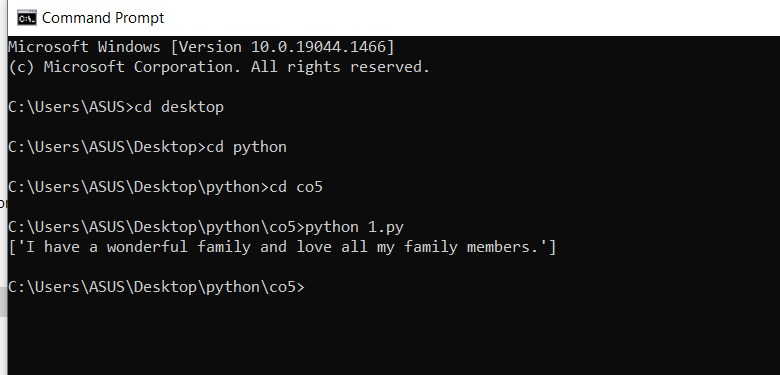 Command Prompt
Microsoft Windows [Version 10.0.19044.1466]
(c) Microsoft Corporation. All rights reserved.
C:\Users\ASUS>cd desktop
C:\Users\ASUS\Desktop>cd python
C:\Users\ASUS\Desktop\python>cd co5
C:\Users\ASUS\Desktop\python\co5>python 1.py
['I have a wonderful family and love all my family members.']
C:\Users\ASUS\Desktop\python\co5>